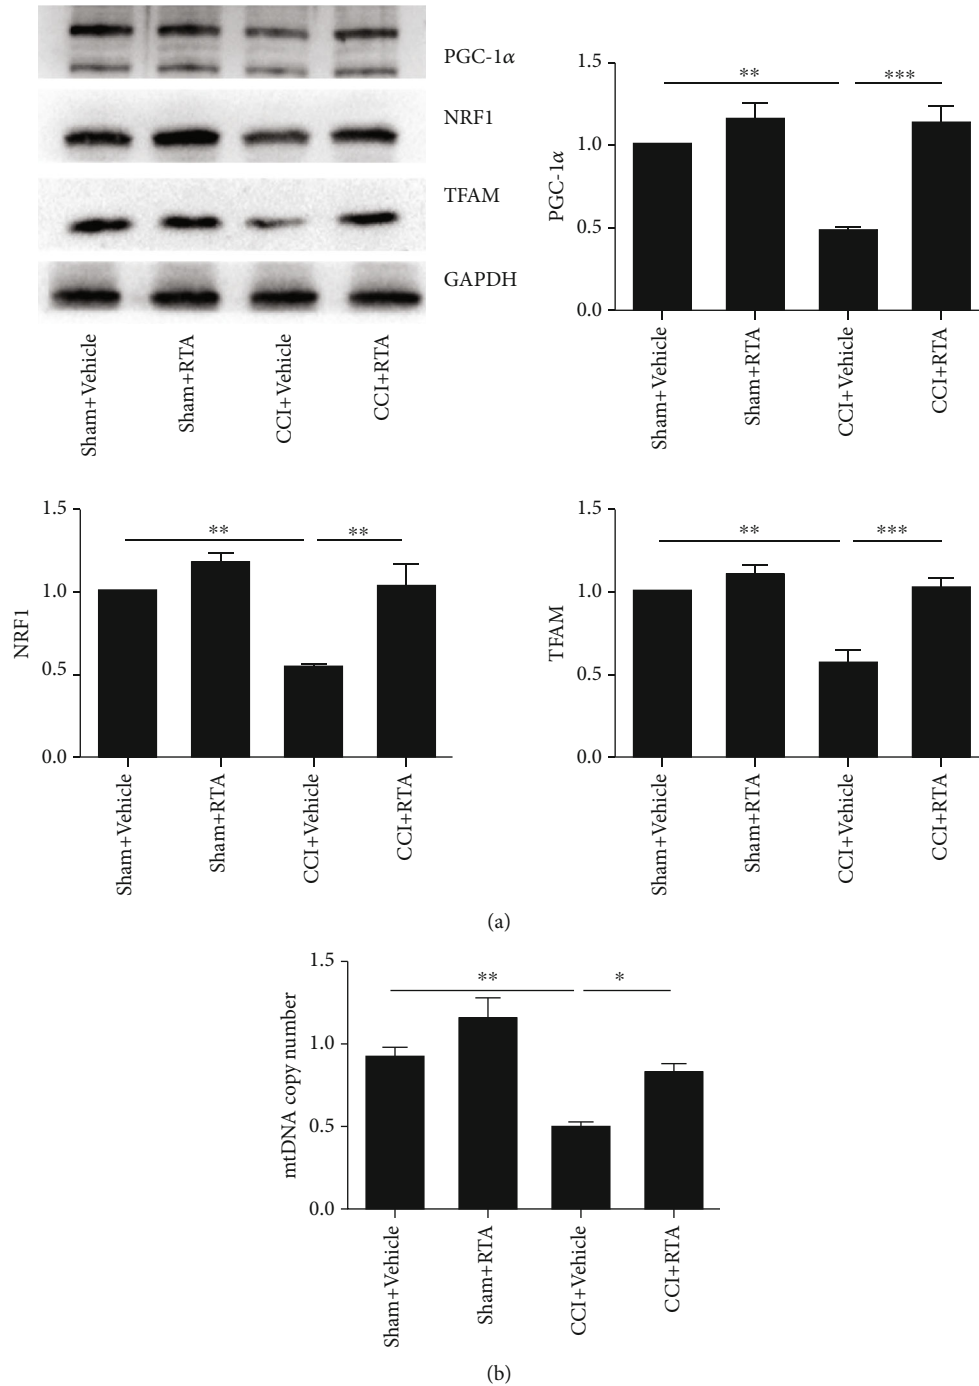 PGC-1α
NRF1
TFAM
GAPDH
Sham+Vehicle
Sham+RTA
CCI+Vehicle
CCI+RTA
1.5
1.0
0.5
0.0
PGC-1α
**
***
Sham+Vehicle
Sham+RTA
CCI+Vehicle
CCI+RTA
1.5
1.0
0.5
0.0
NRF1
**
**
Sham+Vehicle
Sham+RTA
CCI+Vehicle
CCI+RTA
1.5
1.0
0.5
0.0
TFAM
**
***
Sham+Vehicle
Sham+RTA
CCI+Vehicle
CCI+RTA
(a)
1.5
1.0
0.5
0.0
mtDNA copy number
**
*
Sham+Vehicle
Sham+RTA
CCI+Vehicle
CCI+RTA
(b)